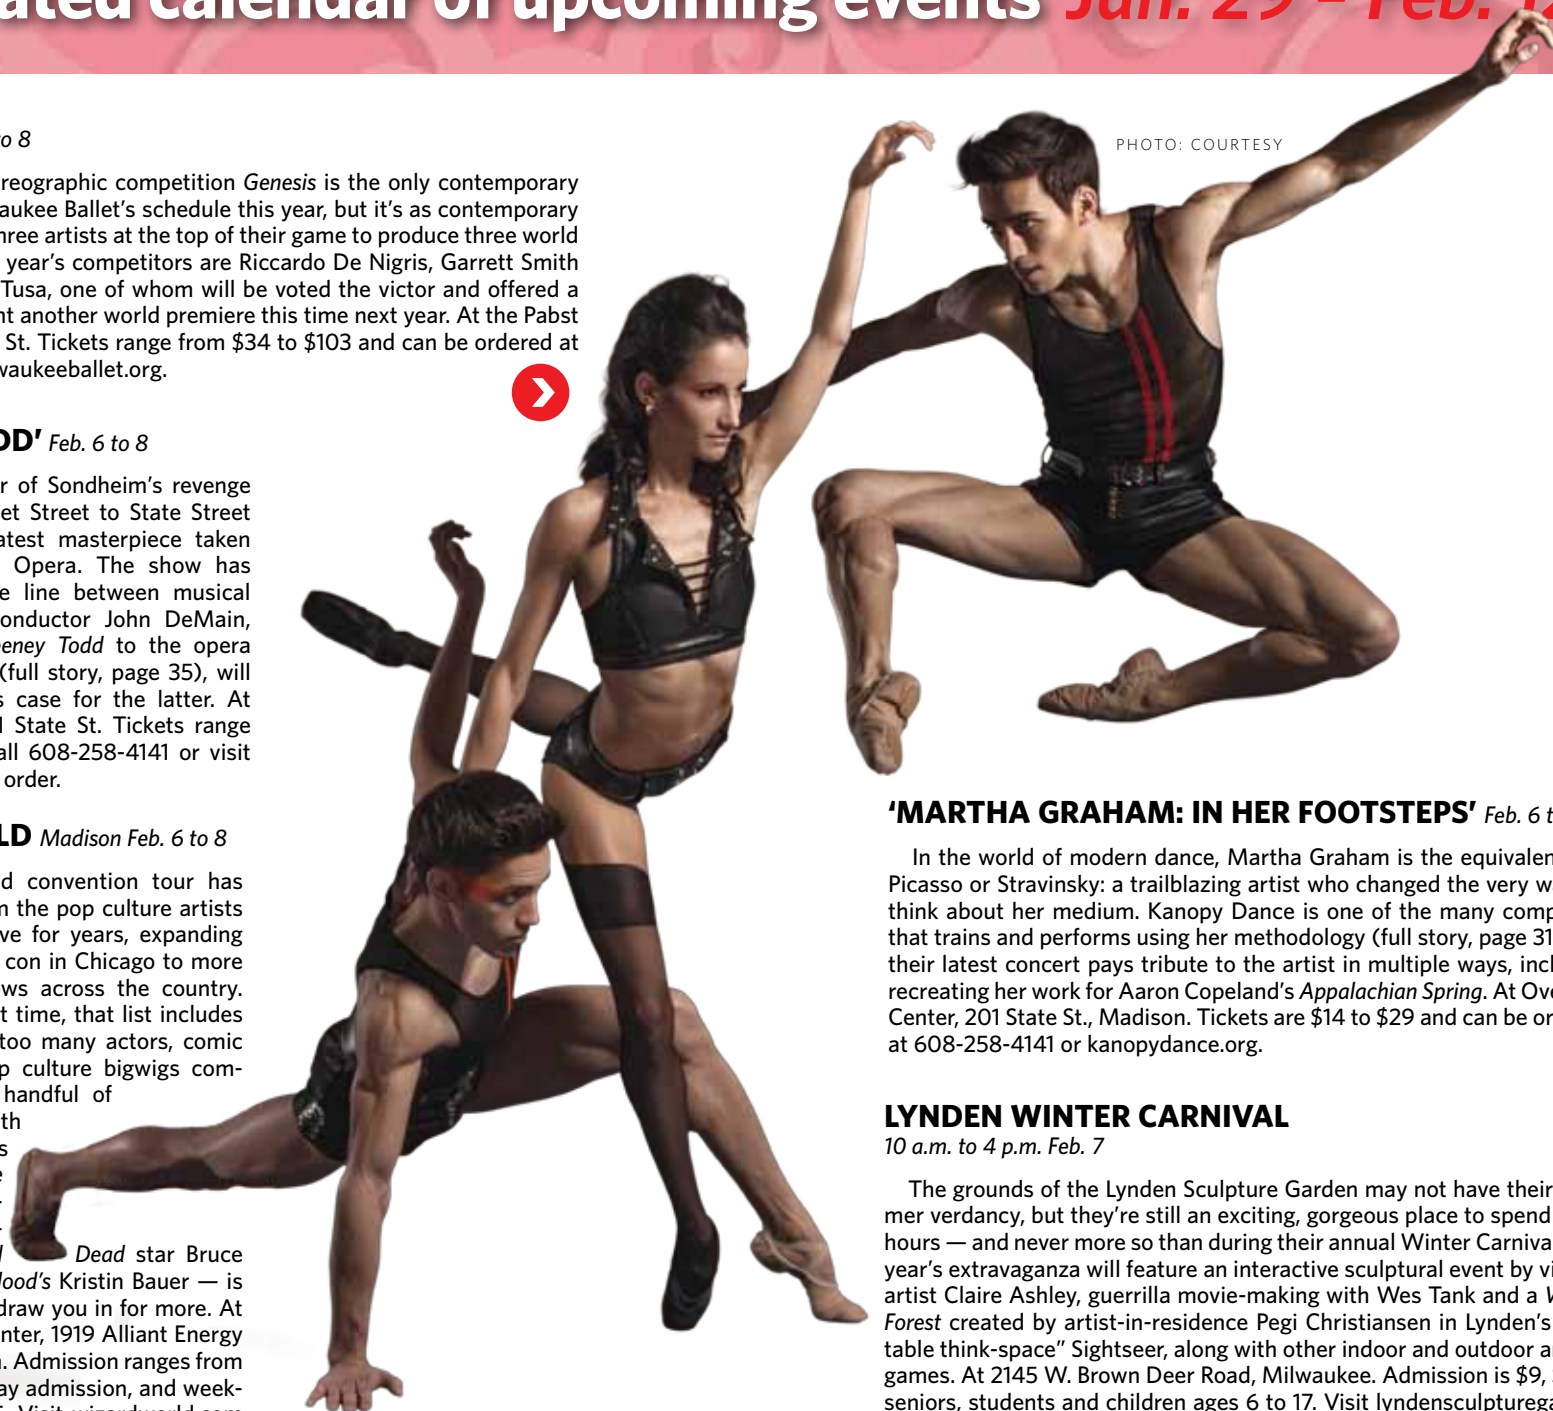 ated calendar of upcoming events Jan. 29 – Feb. 12
PHOTO: COURTESY
to 8
reographic competition Genesis is the only contemporary
aukee Ballet's schedule this year, but it's as contemporary
hree artists at the top of their game to produce three world
year's competitors are Riccardo De Nigris, Garrett Smith
Tusa, one of whom will be voted the victor and offered a
nt another world premiere this time next year. At the Pabst
St. Tickets range from $34 to $103 and can be ordered at
waukeeballet.org.
DD' Feb. 6 to 8
r of Sondheim's revenge
et Street to State Street
atest masterpiece taken
Opera. The show has
e line between musical
onductor John DeMain,
eeney Todd to the opera
(full story, page 35), will
s case for the latter. At
1 State St. Tickets range
all 608-258-4141 or visit
order.
LD Madison Feb. 6 to 8
d convention tour has
m the pop culture artists
ve for years, expanding
con in Chicago to more
ws across the country.
t time, that list includes
too many actors, comic
p culture bigwigs com-
handful of
th
s
e
Dead star Bruce
lood's Kristin Bauer — is
draw you in for more. At
nter, 1919 Alliant Energy
. Admission ranges from
ay admission, and week-
Visit wizardworld.com
'MARTHA GRAHAM: IN HER FOOTSTEPS' Feb. 6 t
In the world of modern dance, Martha Graham is the equivalen
Picasso or Stravinsky: a trailblazing artist who changed the very w
think about her medium. Kanopy Dance is one of the many comp
that trains and performs using her methodology (full story, page 31
their latest concert pays tribute to the artist in multiple ways, incl
recreating her work for Aaron Copeland's Appalachian Spring. At Ov
Center, 201 State St., Madison. Tickets are $14 to $29 and can be or
at 608-258-4141 or kanopydance.org.
LYNDEN WINTER CARNIVAL
10 a.m. to 4 p.m. Feb. 7
The grounds of the Lynden Sculpture Garden may not have their
mer verdancy, but they're still an exciting, gorgeous place to spend
hours — and never more so than during their annual Winter Carniva
year's extravaganza will feature an interactive sculptural event by vi
artist Claire Ashley, guerrilla movie-making with Wes Tank and a W
Forest created by artist-in-residence Pegi Christiansen in Lynden's
table think-space" Sightseer, along with other indoor and outdoor a
games. At 2145 W. Brown Deer Road, Milwaukee. Admission is $9,
seniors, students and children ages 6 to 17. Visit lyndensculpturega